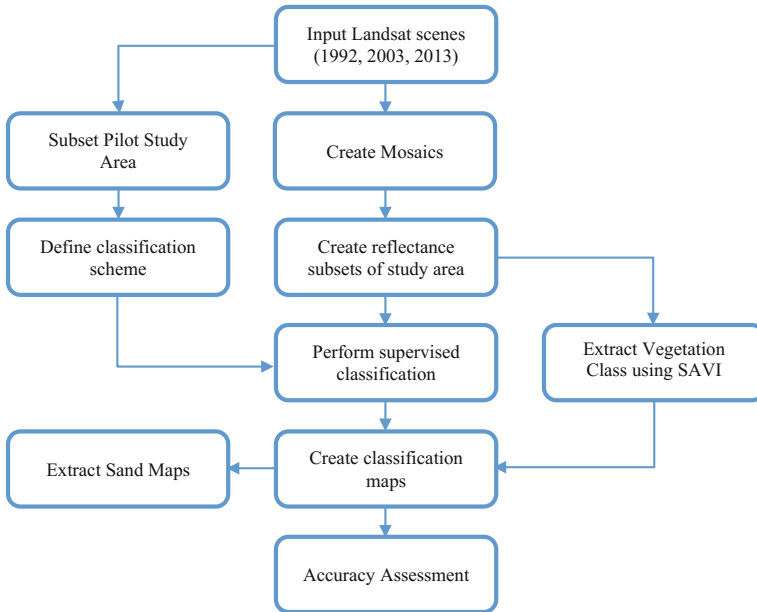 Input Landsat scenes
(1992, 2003, 2013)
Subset Pilot Study
Area
Create Mosaics
Define classification
scheme
Create reflectance
subsets of study area
Perform supervised
classification
Extract Vegetation
Class using SAVI
Extract Sand Maps
Create classification
maps
Accuracy Assessment